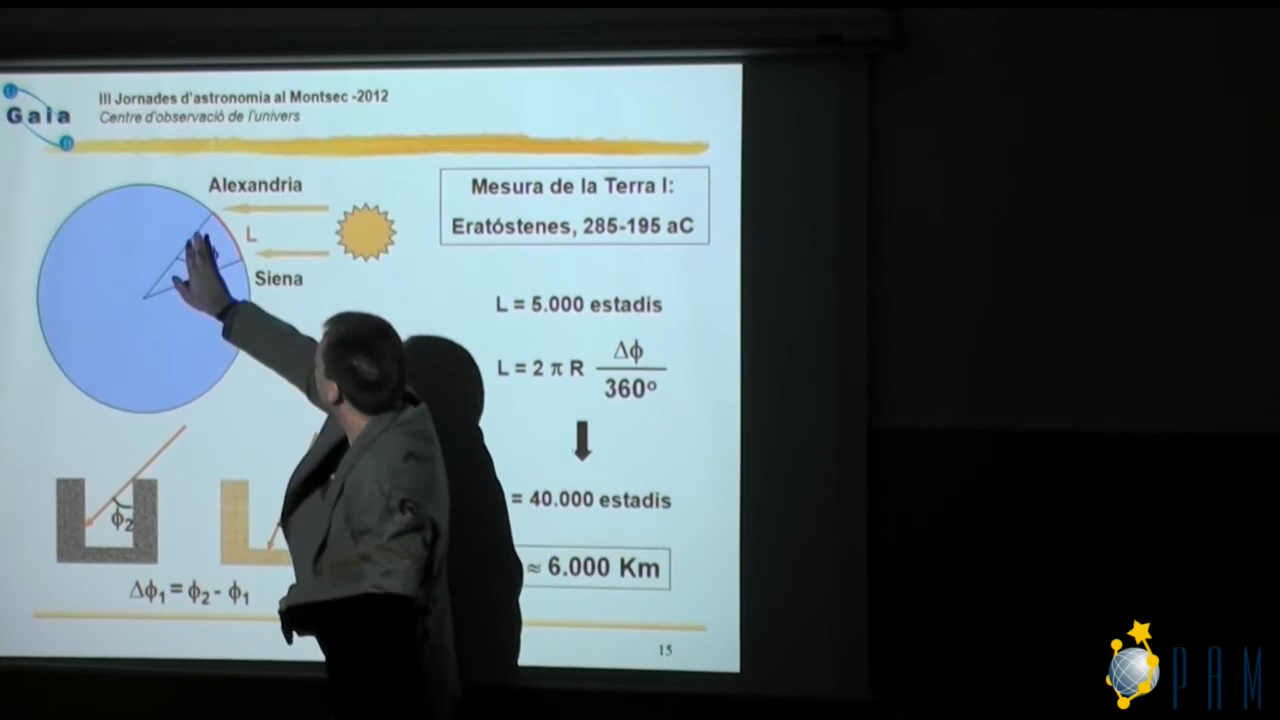 Gaia
III Jornades d'astronomia al Montsec -2012
Centre d'observació de l'univers
Alexandria
L
Siena
Mesura de la Terra I:
Eratóstenes, 285-195 aC
L = 5.000 estadis
L = 2 π R Δϕ
360º
= 40.000 estadis
≈ 6.000 Km
ϕ2
Δϕ1 = ϕ2 - ϕ1
15
PAM